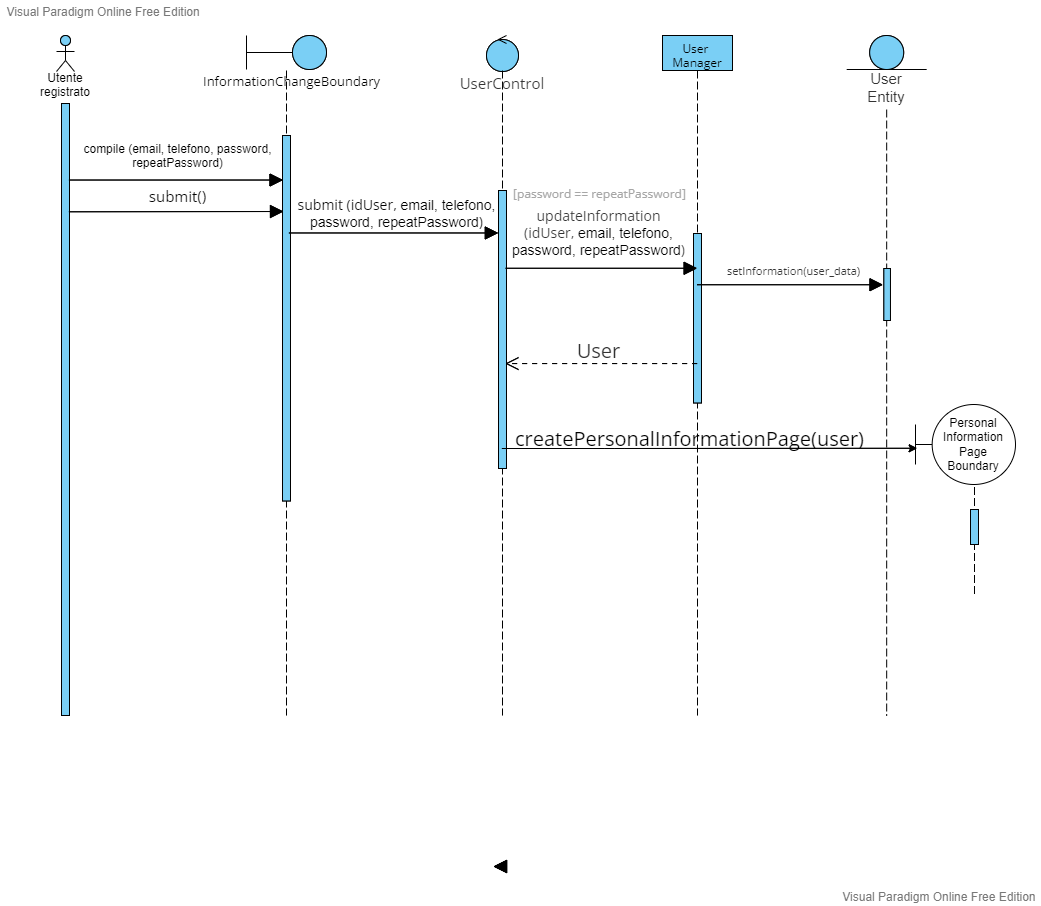 Visual Paradigm Online Free Edition
Utente
registrato
InformationChangeBoundary
UserControl
User
Manager
User
Entity
compile (email, telefono, password,
repeatPassword)
submit()
submit (idUser, email, telefono,
password, repeatPassword)
[password == repeatPassword]
updateInformation
(idUser, email, telefono,
password, repeatPassword)
setInformation(user_data)
User
createPersonalInformationPage(user)
Personal
Information
Page
Boundary
Visual Paradigm Online Free Edition